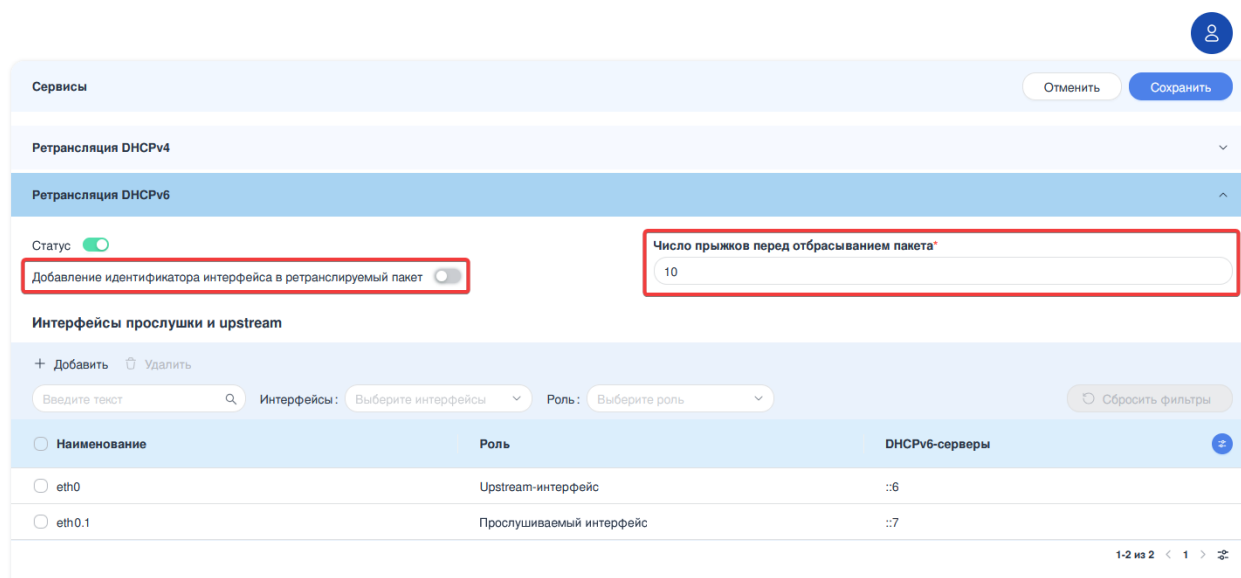 Сервисы Отменить Сохранить
Ретрансляция DHCPv4
Ретрансляция DHCPv6
Статус
Число прыжков перед отбрасыванием пакета*
Добавление идентификатора интерфейса в ретранслируемый пакет
10
Интерфейсы прослушки и upstream
+ Добавить Удалить
Введите текст Интерфейсы: Выберите интерфейсы Роль: Выберите роль Сбросить фильтры
Наименование Роль DHCPv6-серверы
eth0 Upstream-интерфейс ::6
eth0.1 Прослушиваемый интерфейс ::7
1-2 из 2 < 1 >